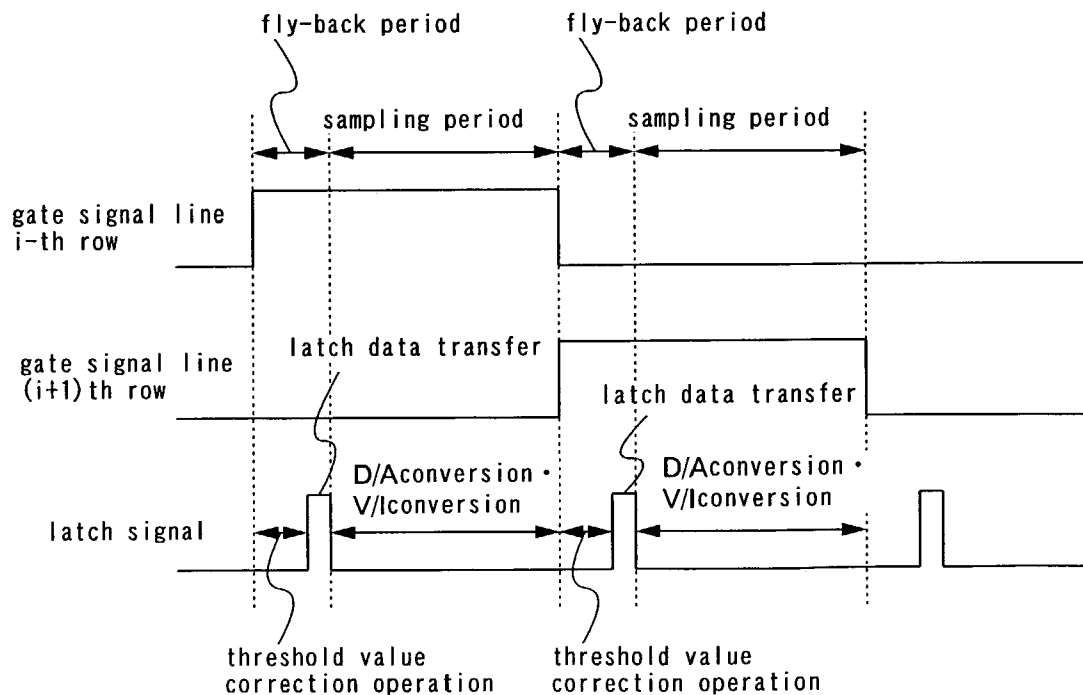 fly-back period
fly-back period
sampling period
sampling period
gate signal line
i-th row
latch data transfer
gate signal line
(i+1)th row
latch data transfer
D/Aconversion・
V/Iconversion
D/Aconversion・
V/Iconversion
latch signal
threshold value
correction operation
threshold value
correction operation